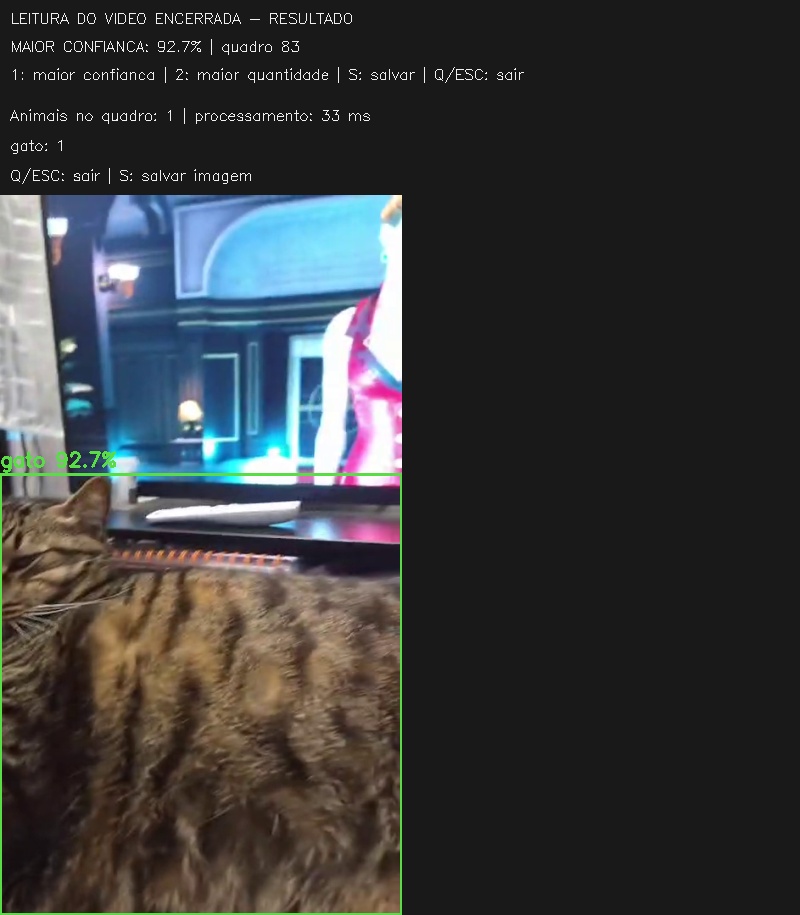 LEITURA DO VIDEO ENCERRADA - RESULTADO
MAIOR CONFIANCA: 92.7% | quadro 83
1: maior confianca | 2: maior quantidade | S: salvar | Q/ESC: sair
Animais no quadro: 1 | processamento: 33 ms
gato: 1
Q/ESC: sair | S: salvar imagem
gato 92.7%